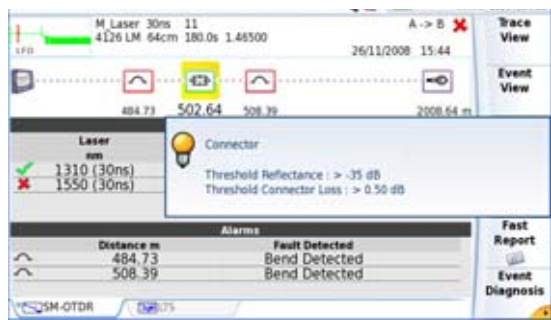 M_Laser 30ns 11 A -> B
4126 LM 64cm 180.0s 1.46500
26/11/2008 15:44
LFD
Trace View
Event View
484.73 502.64 508.39 2008.64 m
Laser
nm
1310 (30ns)
1550 (30ns)
Connector
Threshold Reflectance : > -35 dB
Threshold Connector Loss : > 0.50 dB
Alarms
Distance m Fault Detected
484.73 Bend Detected
508.39 Bend Detected
Fast Report
Event Diagnosis
SM-OTDR LTS